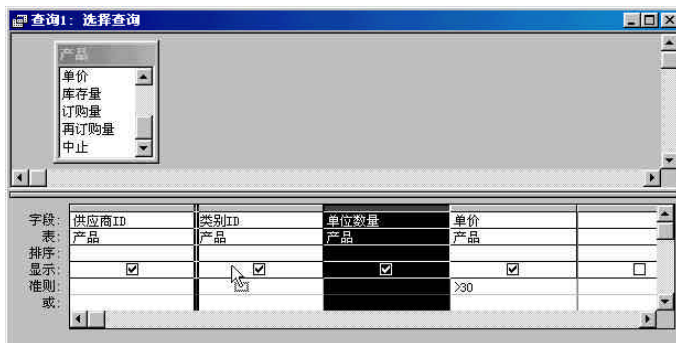 查询1: 选择查询
产品
单价
库存量
订购量
再订购量
中止
字段: 供应商ID 类别ID 单位数量 单价
表: 产品 产品 产品 产品
排序:
显示:
准则: >30
或: